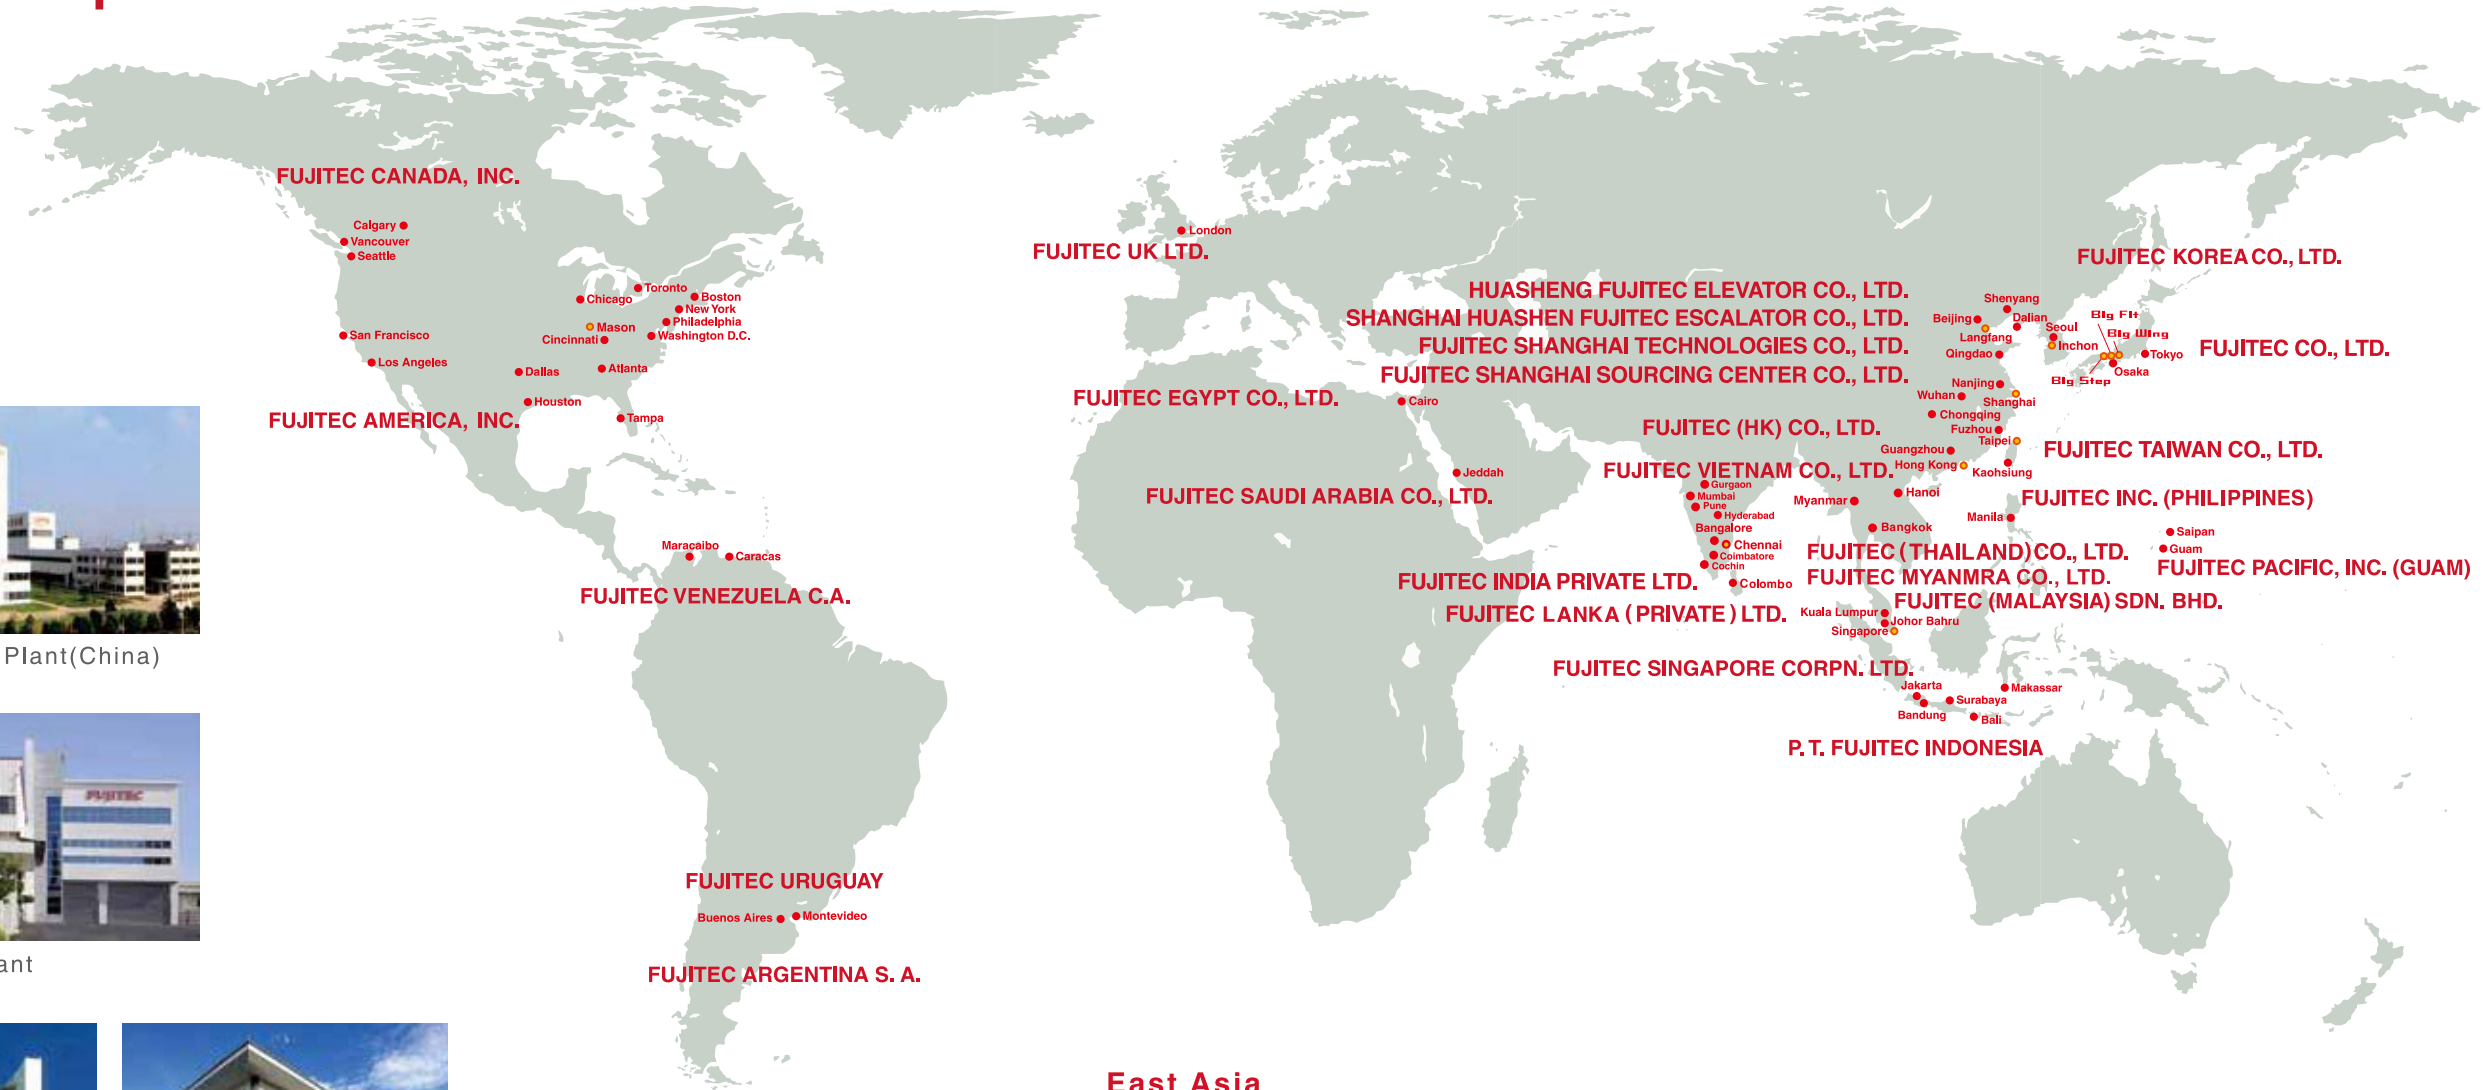 FUJITEC CANADA, INC.
Calgary
Vancouver
Seattle
Toronto
Chicago
Boston
New York
Philadelphia
Mason
Cincinnati
Washington D.C.
San Francisco
Los Angeles
Dallas
Atlanta
Houston
Tampa
FUJITEC AMERICA, INC.
Maracaibo
Caracas
FUJITEC VENEZUELA C.A.
FUJITEC URUGUAY
Buenos Aires
Montevideo
FUJITEC ARGENTINA S. A.
London
FUJITEC UK LTD.
FUJITEC EGYPT CO., LTD.
Cairo
Jeddah
FUJITEC SAUDI ARABIA CO., LTD.
FUJITEC KOREA CO., LTD.
HUASHENG FUJITEC ELEVATOR CO., LTD.
SHANGHAI HUASHEN FUJITEC ESCALATOR CO., LTD.
FUJITEC SHANGHAI TECHNOLOGIES CO., LTD.
FUJITEC SHANGHAI SOURCING CENTER CO., LTD.
Shenyang
Beijing
Dalian
Langfang
Qingdao
Seoul
Inchon
Big Fit
Big Wing
Tokyo
Osaka
Big Step
FUJITEC CO., LTD.
Nanjing
Wuhan
Shanghai
Chongqing
Fuzhou
Taipei
FUJITEC (HK) CO., LTD.
Guangzhou
Hong Kong
Kaohsiung
FUJITEC TAIWAN CO., LTD.
FUJITEC VIETNAM CO., LTD.
Hanoi
Gurgaon
Mumbai
Pune
Hyderabad
Bangalore
Chennai
Coimbatore
Cochin
Colombo
FUJITEC INDIA PRIVATE LTD.
FUJITEC LANKA (PRIVATE) LTD.
Myanmar
Bangkok
FUJITEC INC. (PHILIPPINES)
Manila
Saipan
Guam
FUJITEC PACIFIC, INC. (GUAM)
FUJITEC (THAILAND) CO., LTD.
FUJITEC MYANMRA CO., LTD.
FUJITEC (MALAYSIA) SDN. BHD.
Kuala Lumpur
Johor Bahru
Singapore
FUJITEC SINGAPORE CORPN. LTD.
Jakarta
Makassar
Surabaya
Bandung
Bali
P. T. FUJITEC INDONESIA
Plant(China)
FUJITEC
ant
East Asia